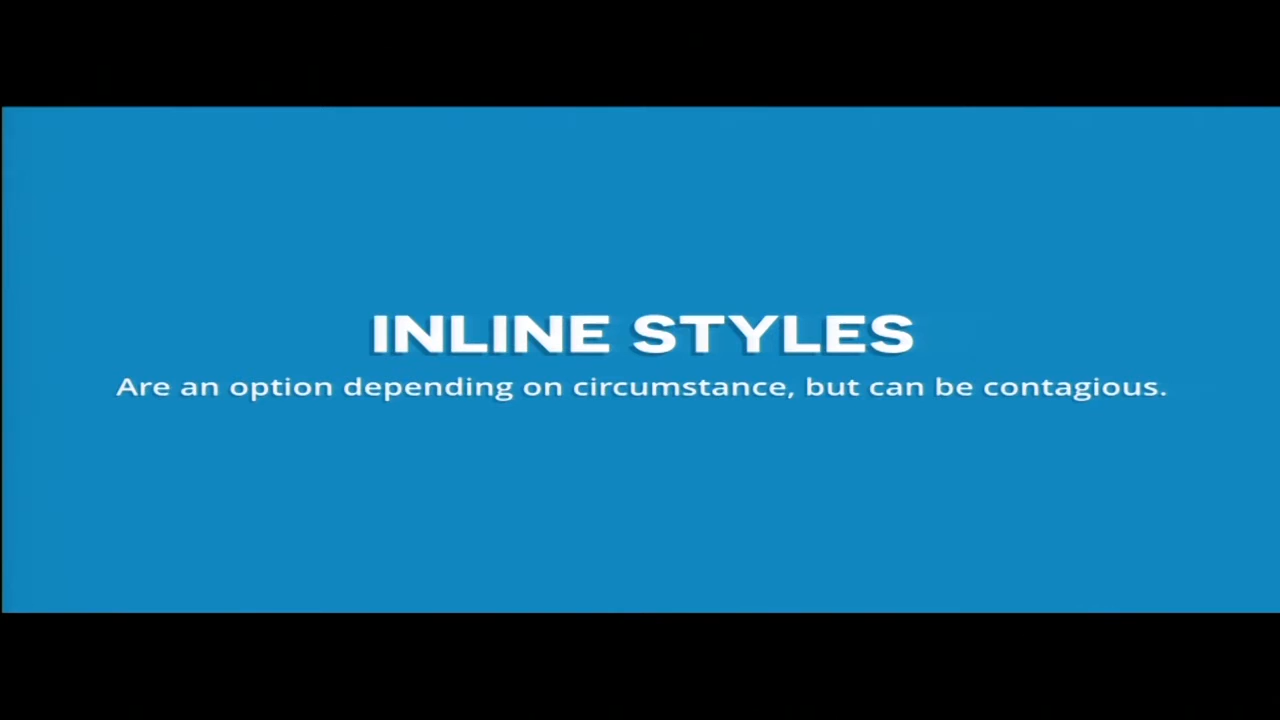 INLINE STYLES
Are an option depending on circumstance, but can be contagious.